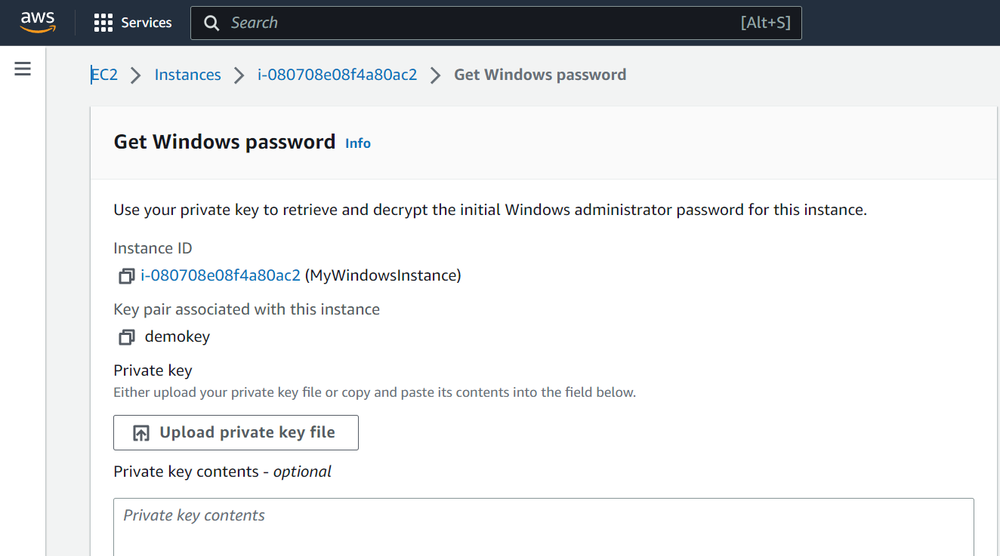 aws Services Search [Alt+S]
EC2 > Instances > i-080708e08f4a80ac2 > Get Windows password
Get Windows password Info
Use your private key to retrieve and decrypt the initial Windows administrator password for this instance.
Instance ID
i-080708e08f4a80ac2 (MyWindowsInstance)
Key pair associated with this instance
demokey
Private key
Either upload your private key file or copy and paste its contents into the field below.
Upload private key file
Private key contents - optional
Private key contents